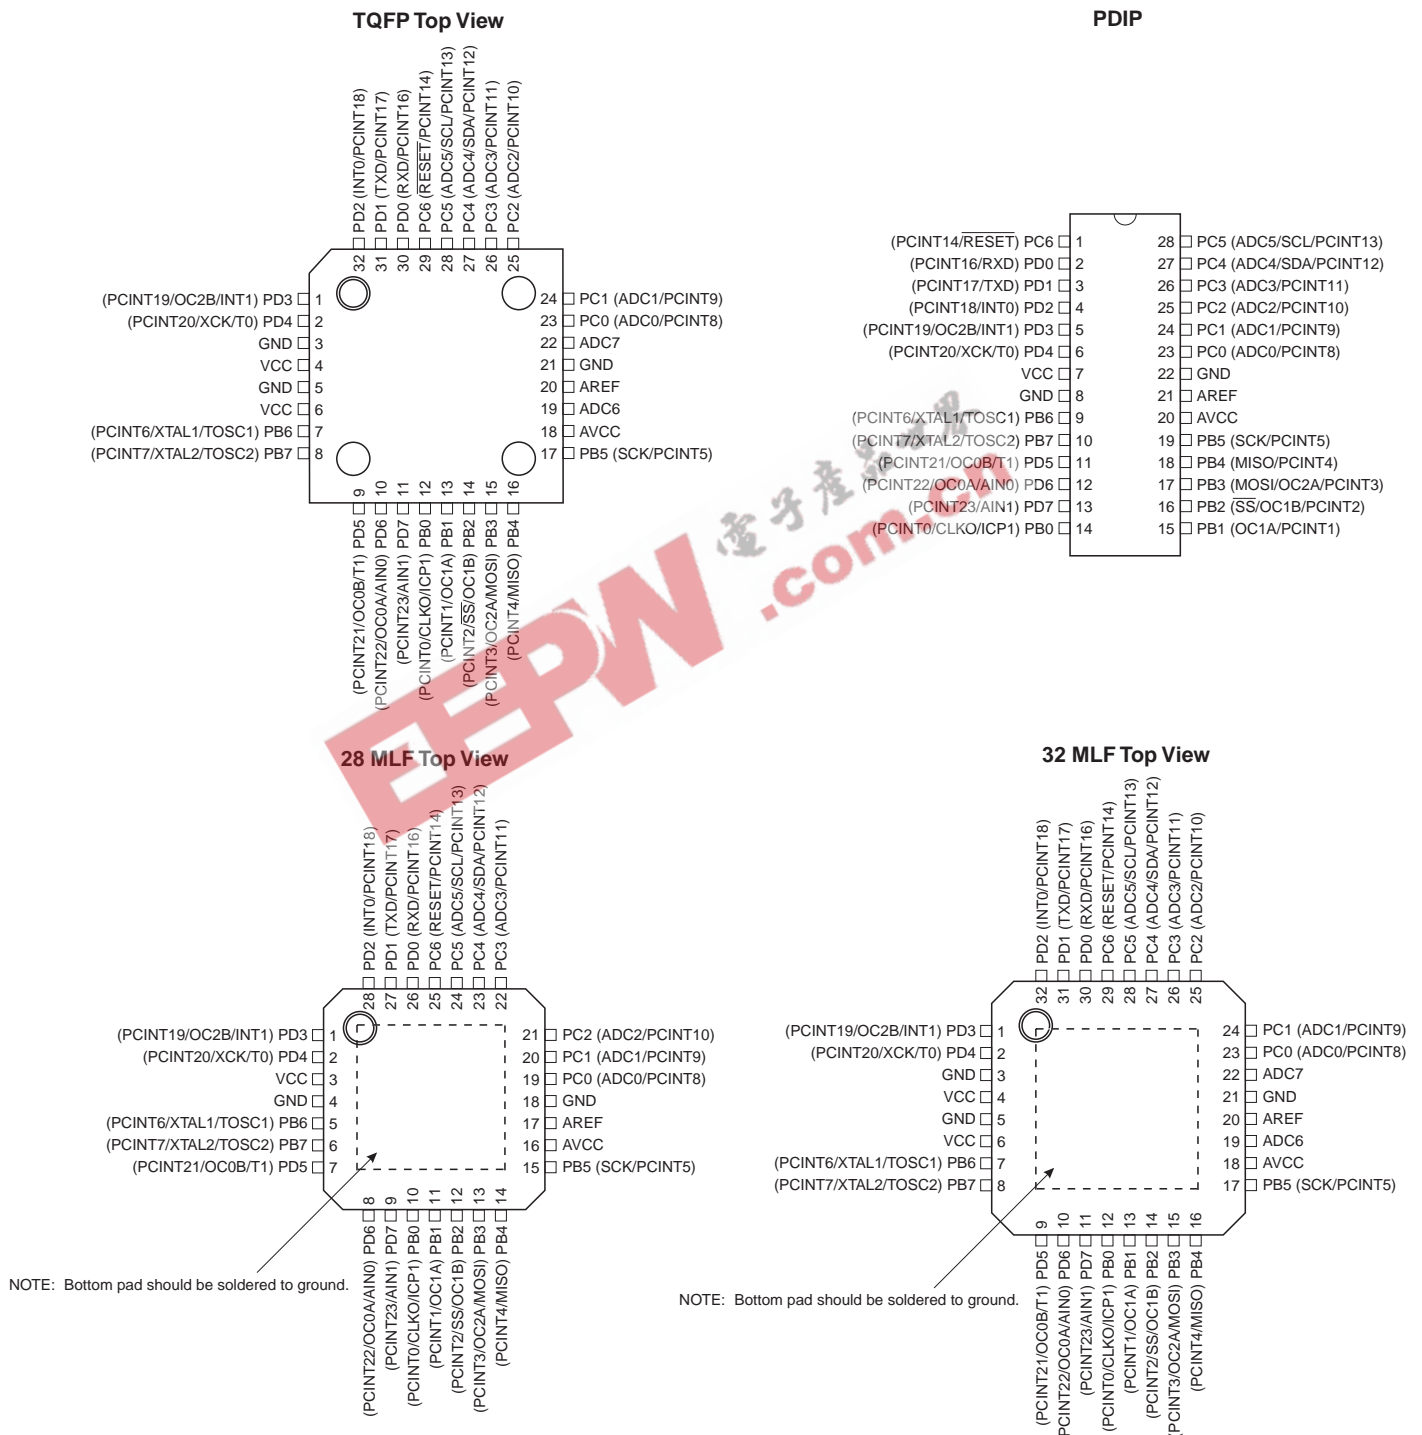 TQFP Top View
PD2 (INT0/PCINT18)
PD1 (TXD/PCINT17)
PD0 (RXD/PCINT16)
PC6 (RESET/PCINT14)
PC5 (ADC5/SCL/PCINT13)
PC4 (ADC4/SDA/PCINT12)
PC3 (ADC3/PCINT11)
PC2 (ADC2/PCINT10)
32 31 30 29 28 27 26 25
(PCINT19/OC2B/INT1) PD3 1
(PCINT20/XCK/T0) PD4 2
GND 3
VCC 4
GND 5
VCC 6
(PCINT6/XTAL1/TOSC1) PB6 7
(PCINT7/XTAL2/TOSC2) PB7 8
24 PC1 (ADC1/PCINT9)
23 PC0 (ADC0/PCINT8)
22 ADC7
21 GND
20 AREF
19 ADC6
18 AVCC
17 PB5 (SCK/PCINT5)
9 10 11 12 13 14 15 16
(PCINT21/OC0B/T1) PD5
(PCINT22/OC0A/AIN0) PD6
(PCINT23/AIN1) PD7
(PCINT0/CLKO/ICP1) PB0
(PCINT1/OC1A) PB1
(PCINT2/SS/OC1B) PB2
(PCINT3/OC2A/MOSI) PB3
(PCINT4/MISO) PB4
PDIP
(PCINT14/RESET) PC6 1
(PCINT16/RXD) PD0 2
(PCINT17/TXD) PD1 3
(PCINT18/INT0) PD2 4
(PCINT19/OC2B/INT1) PD3 5
(PCINT20/XCK/T0) PD4 6
VCC 7
GND 8
(PCINT6/XTAL1/TOSC1) PB6 9
(PCINT7/XTAL2/TOSC2) PB7 10
(PCINT21/OC0B/T1) PD5 11
(PCINT22/OC0A/AIN0) PD6 12
(PCINT23/AIN1) PD7 13
(PCINT0/CLKO/ICP1) PB0 14
28 PC5 (ADC5/SCL/PCINT13)
27 PC4 (ADC4/SDA/PCINT12)
26 PC3 (ADC3/PCINT11)
25 PC2 (ADC2/PCINT10)
24 PC1 (ADC1/PCINT9)
23 PC0 (ADC0/PCINT8)
22 GND
21 AREF
20 AVCC
19 PB5 (SCK/PCINT5)
18 PB4 (MISO/PCINT4)
17 PB3 (MOSI/OC2A/PCINT3)
16 PB2 (SS/OC1B/PCINT2)
15 PB1 (OC1A/PCINT1)
EEPW
電子產品世界
.com.cn
28 MLF Top View
PD2 (INT0/PCINT18)
PD1 (TXD/PCINT17)
PD0 (RXD/PCINT16)
PC6 (RESET/PCINT14)
PC5 (ADC5/SCL/PCINT13)
PC4 (ADC4/SDA/PCINT12)
PC3 (ADC3/PCINT11)
28 27 26 25 24 23 22
(PCINT19/OC2B/INT1) PD3 1
(PCINT20/XCK/T0) PD4 2
VCC 3
GND 4
(PCINT6/XTAL1/TOSC1) PB6 5
(PCINT7/XTAL2/TOSC2) PB7 6
(PCINT21/OC0B/T1) PD5 7
21 PC2 (ADC2/PCINT10)
20 PC1 (ADC1/PCINT9)
19 PC0 (ADC0/PCINT8)
18 GND
17 AREF
16 AVCC
15 PB5 (SCK/PCINT5)
8 9 10 11 12 13 14
(PCINT22/OC0A/AIN0) PD6
(PCINT23/AIN1) PD7
(PCINT0/CLKO/ICP1) PB0
(PCINT1/OC1A) PB1
(PCINT2/SS/OC1B) PB2
(PCINT3/OC2A/MOSI) PB3
(PCINT4/MISO) PB4
NOTE: Bottom pad should be soldered to ground.
32 MLF Top View
PD2 (INT0/PCINT18)
PD1 (TXD/PCINT17)
PD0 (RXD/PCINT16)
PC6 (RESET/PCINT14)
PC5 (ADC5/SCL/PCINT13)
PC4 (ADC4/SDA/PCINT12)
PC3 (ADC3/PCINT11)
PC2 (ADC2/PCINT10)
32 31 30 29 28 27 26 25
(PCINT19/OC2B/INT1) PD3 1
(PCINT20/XCK/T0) PD4 2
GND 3
VCC 4
GND 5
VCC 6
(PCINT6/XTAL1/TOSC1) PB6 7
(PCINT7/XTAL2/TOSC2) PB7 8
24 PC1 (ADC1/PCINT9)
23 PC0 (ADC0/PCINT8)
22 ADC7
21 GND
20 AREF
19 ADC6
18 AVCC
17 PB5 (SCK/PCINT5)
9 10 11 12 13 14 15 16
(PCINT21/OC0B/T1) PD5
PCINT22/OC0A/AIN0) PD6
(PCINT23/AIN1) PD7
(PCINT0/CLKO/ICP1) PB0
(PCINT1/OC1A) PB1
(PCINT2/SS/OC1B) PB2
(PCINT3/OC2A/MOSI) PB3
(PCINT4/MISO) PB4
NOTE: Bottom pad should be soldered to ground.